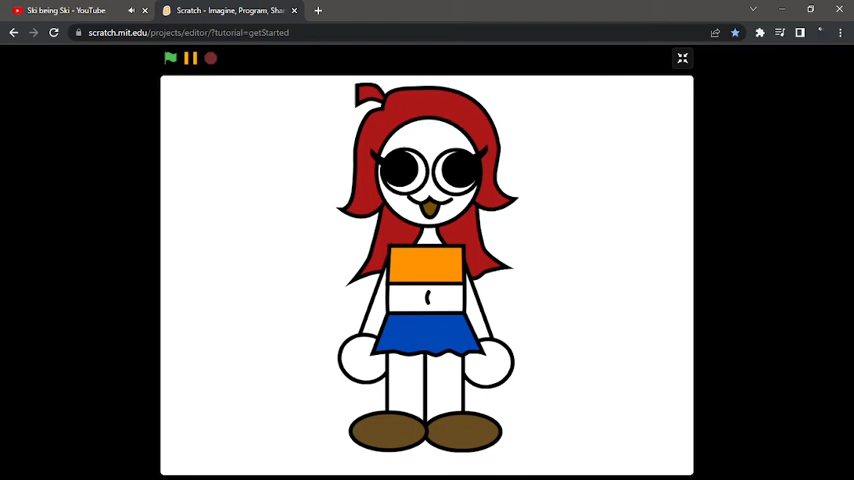 Ski being Ski - YouTube
Scratch - Imagine, Program, Sha
scratch.mit.edu/projects/editor/?tutorial=getStarted